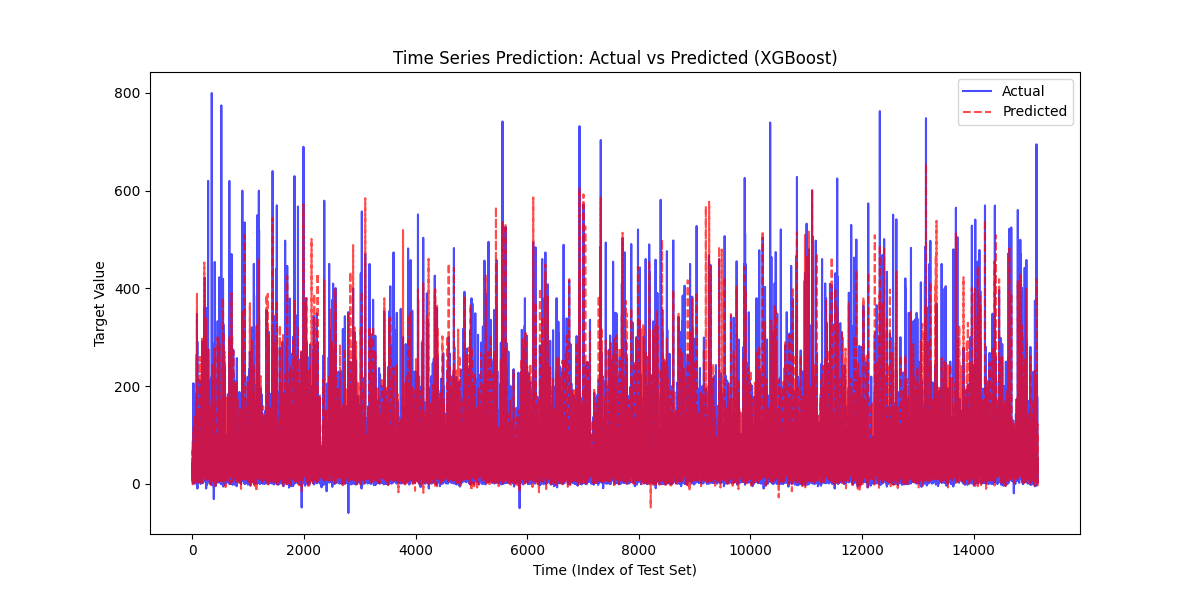 Time Series Prediction: Actual vs Predicted (XGBoost)
Actual
Predicted
Target Value
800
600
400
200
0
0 2000 4000 6000 8000 10000 12000 14000
Time (Index of Test Set)